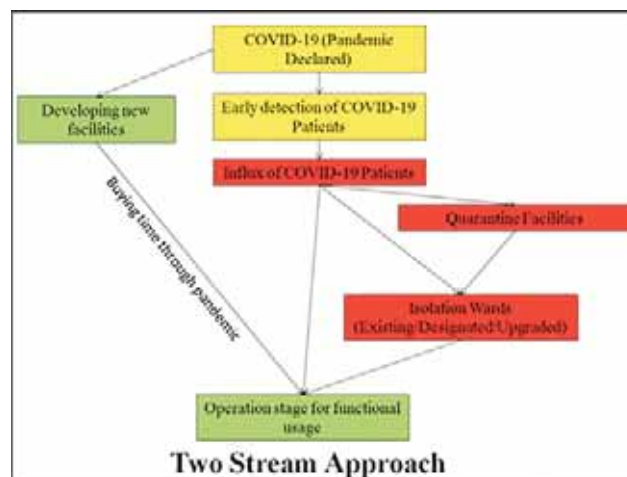 COVID-19 (Pandemic
Declared)
Developing new
facilities
Early detection of COVID-19
Patients
Influx of COVID-19 Patients
Quarantine Facilities
Buying time through pandemic
Isolation Wards
(Existing/Designated/Upgraded)
Operation stage for functional
usage
Two Stream Approach